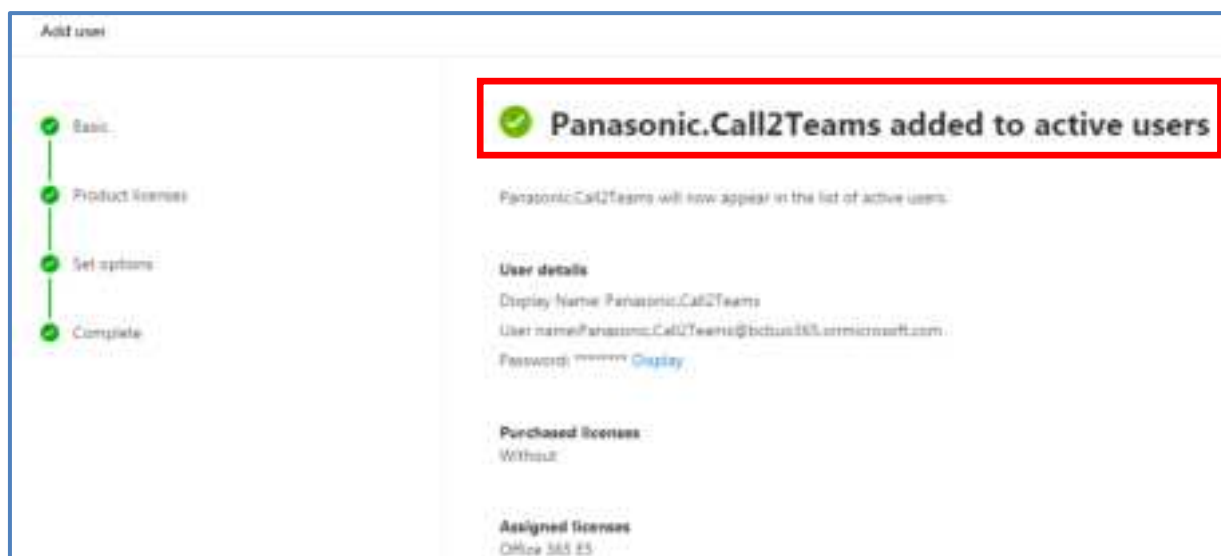 Add user
Basic
Product licenses
Set options
Complete
Panasonic.Call2Teams added to active users
Panasonic.Call2Teams will now appear in the list of active users.
User details
Display Name: Panasonic.Call2Teams
User name:
Password: ******** Display
Purchased licenses
Without
Assigned licenses
Office 365 E5